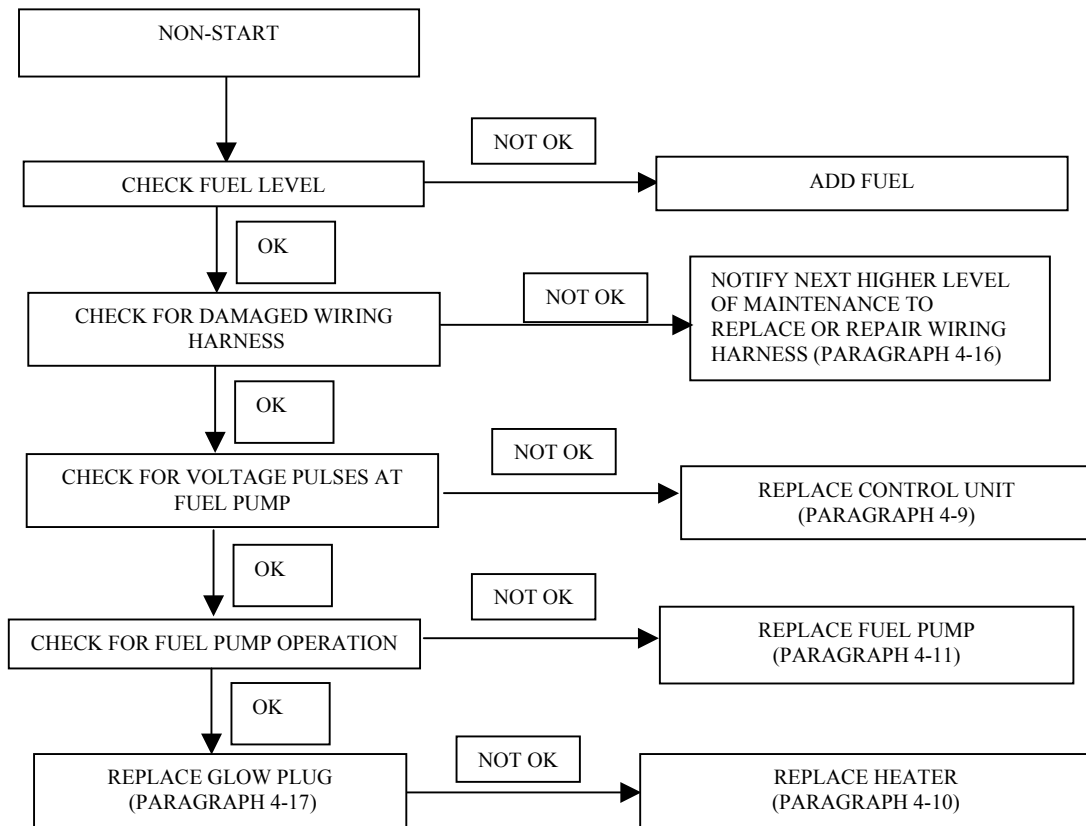 NON-START
NOT OK
CHECK FUEL LEVEL
ADD FUEL
OK
CHECK FOR DAMAGED WIRING
HARNESS
NOT OK
NOTIFY NEXT HIGHER LEVEL
OF MAINTENANCE TO
REPLACE OR REPAIR WIRING
HARNESS (PARAGRAPH 4-16)
OK
CHECK FOR VOLTAGE PULSES AT
FUEL PUMP
NOT OK
REPLACE CONTROL UNIT
(PARAGRAPH 4-9)
OK
CHECK FOR FUEL PUMP OPERATION
NOT OK
REPLACE FUEL PUMP
(PARAGRAPH 4-11)
OK
REPLACE GLOW PLUG
(PARAGRAPH 4-17)
NOT OK
REPLACE HEATER
(PARAGRAPH 4-10)